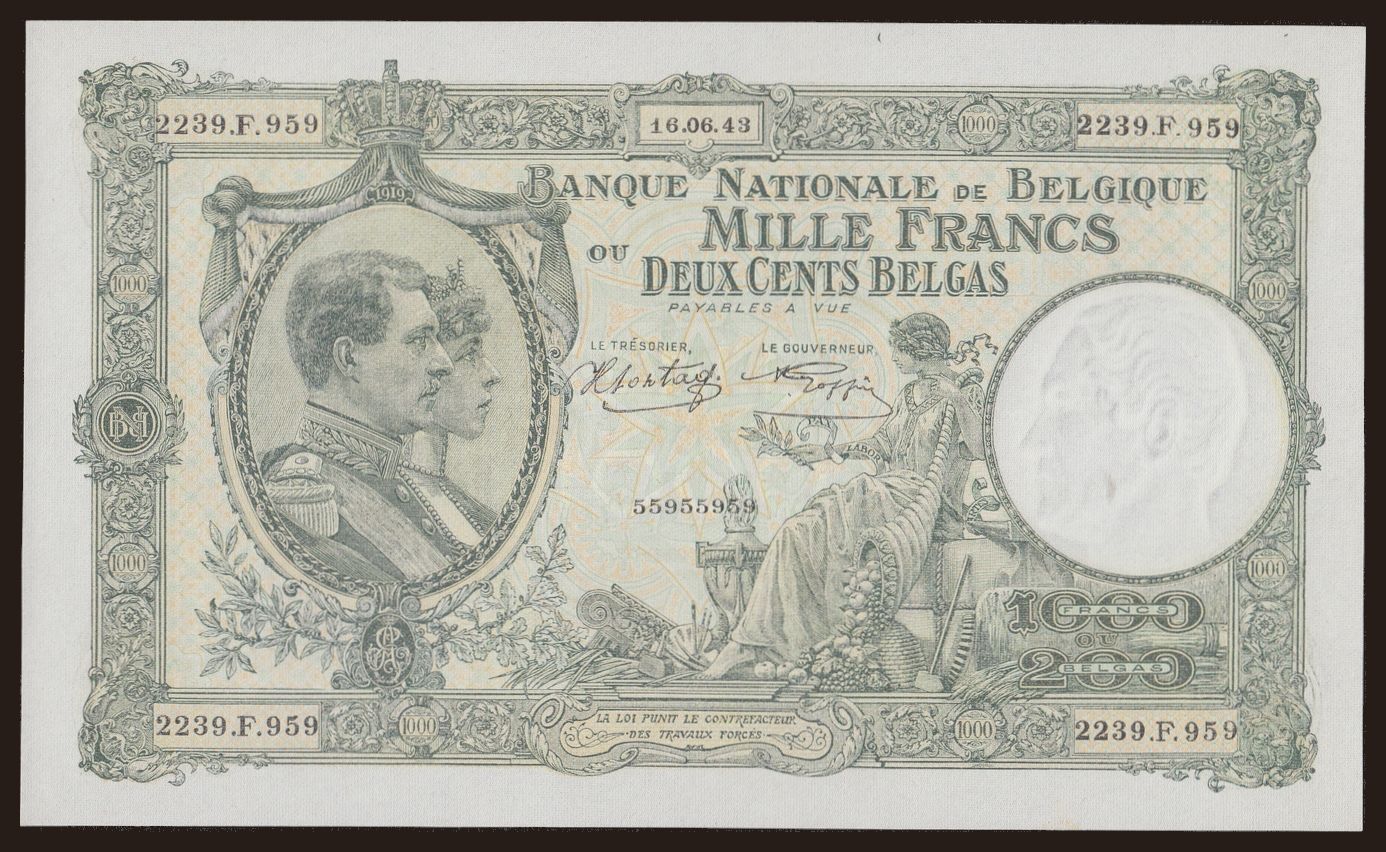 2239.F.959
16.06.43
1000
2239.F.959
1919
BANQUE NATIONALE DE BELGIQUE
MILLE FRANCS
OU
DEUX CENTS BELGAS
PAYABLES A VUE
1000
1000
LE TRÉSORIER,
LE GOUVERNEUR,
LABOR
55955959
1000
1000
1000 FRANCS
OU
200 BELGAS
2239.F.959
1000
LA LOI PUNIT LE CONTREFACTEUR
DES TRAVAUX FORCÉS
1000
2239.F.959